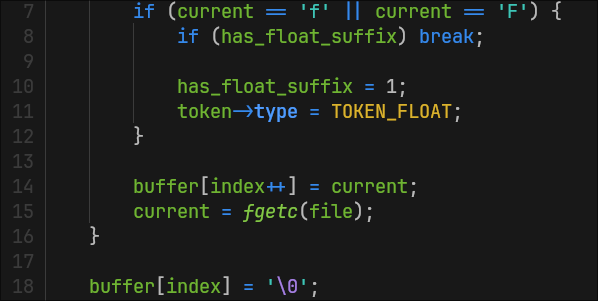 7 if (current == 'f' || current == 'F') {
8 if (has_float_suffix) break;
9
10 has_float_suffix = 1;
11 token->type = TOKEN_FLOAT;
12 }
13
14 buffer[index++] = current;
15 current = fgetc(file);
16 }
17
18 buffer[index] = '\0';